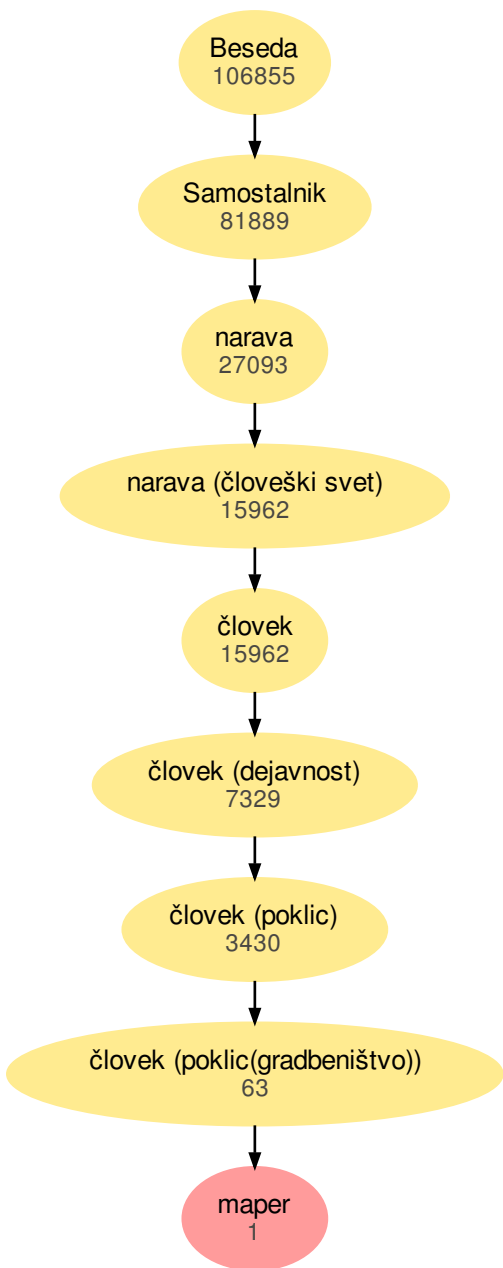 Beseda
106855
Samostalnik
81889
narava
27093
narava (človeški svet)
15962
človek
15962
človek (dejavnost)
7329
človek (poklic)
3430
človek (poklic(gradbeništvo))
63
maper
1